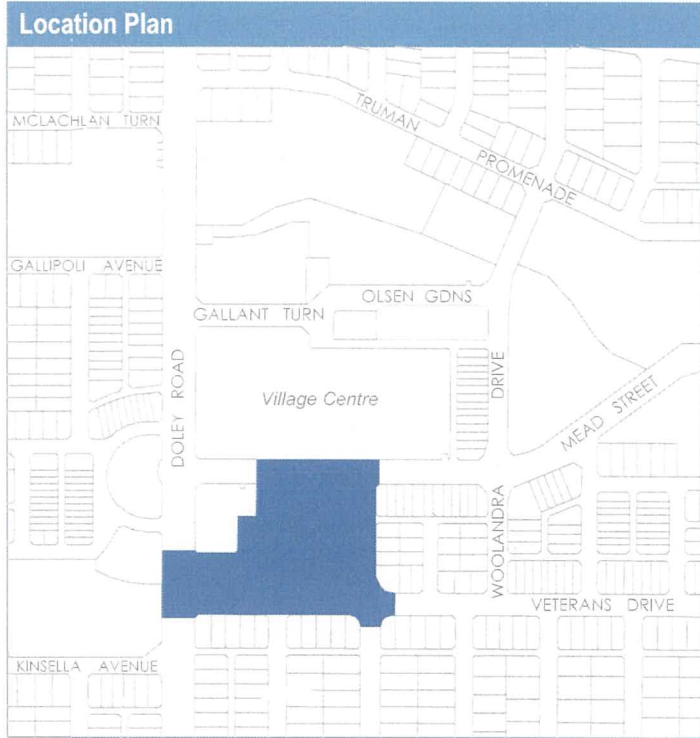 Location Plan
MCLACHLAN TURN
TRUMAN
PROMENADE
GALLIPOLI AVENUE
OLSEN GDNS
GALLANT TURN
DOLEY ROAD
Village Centre
DRIVE
MEAD STREET
WOOLANDRA
VETERANS DRIVE
KINSELLA AVENUE